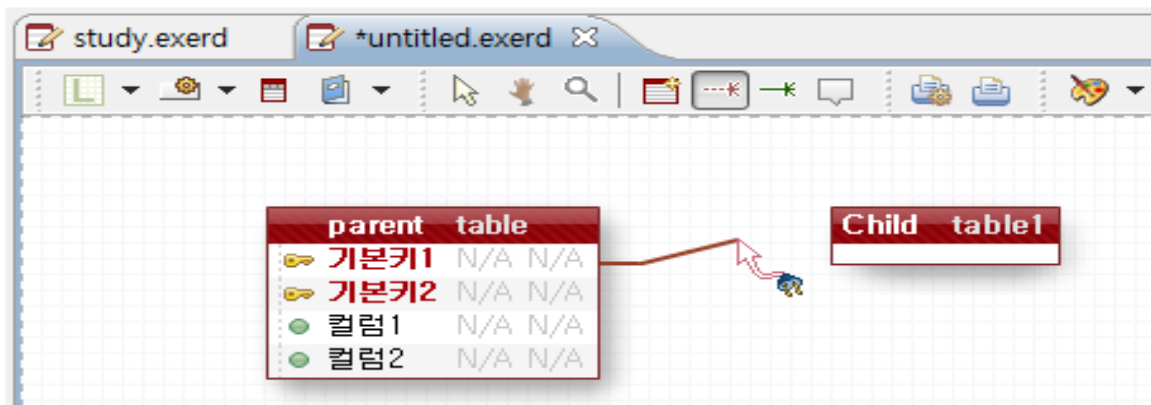 study.exerd *untitled.exerd
L
parent table Child table1
기본키1 N/A N/A
기본키2 N/A N/A
컬럼1 N/A N/A
컬럼2 N/A N/A